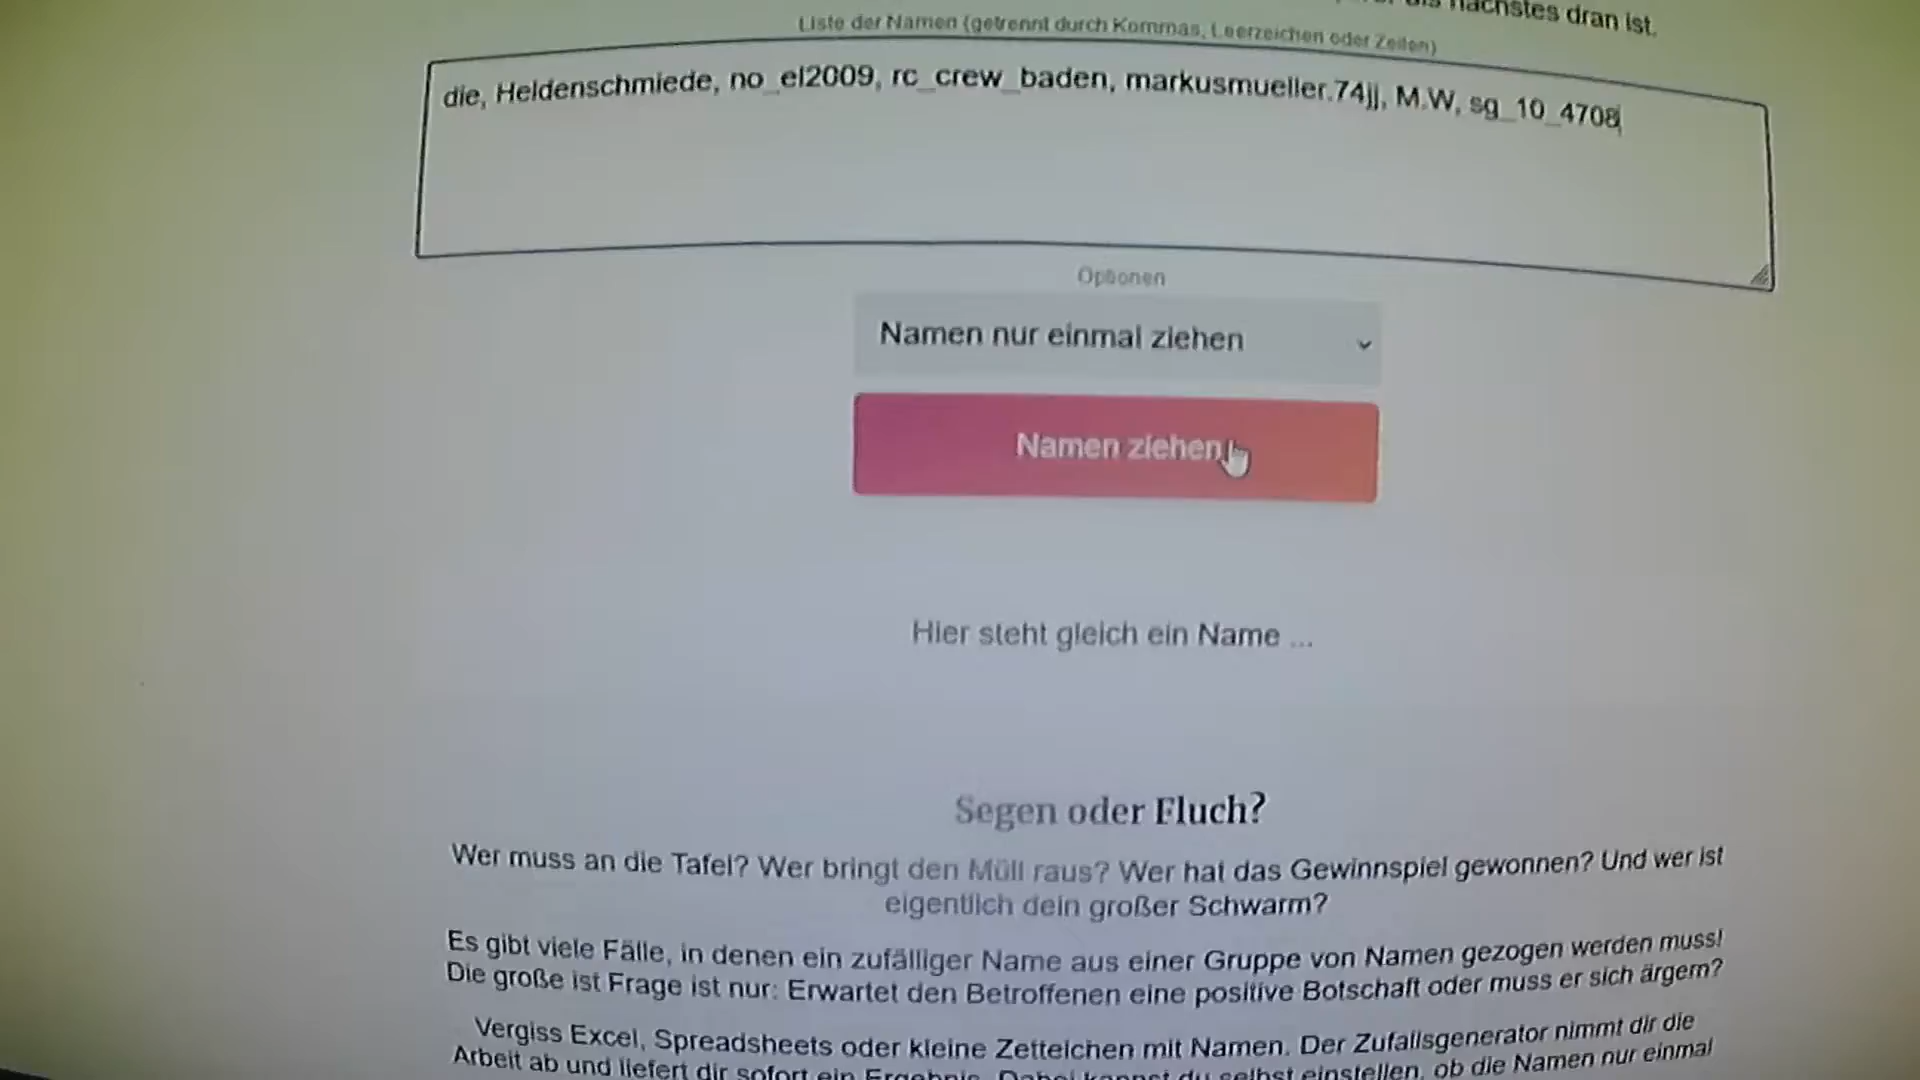 nächstes dran ist.
Liste der Namen (getrennt durch Kommas, Leerzeichen oder Zeilen)
die, Heldenschmiede, no_el2009, rc_crew_baden, markusmueller.74jj, M.W, sg_10_4708
Optionen
Namen nur einmal ziehen
Namen ziehen
Hier steht gleich ein Name ...
Segen oder Fluch?
Wer muss an die Tafel? Wer bringt den Müll raus? Wer hat das Gewinnspiel gewonnen? Und wer ist
eigentlich dein großer Schwarm?
Es gibt viele Fälle, in denen ein zufälliger Name aus einer Gruppe von Namen gezogen werden muss!
Die große ist Frage ist nur: Erwartet den Betroffenen eine positive Botschaft oder muss er sich ärgern?
Vergiss Excel, Spreadsheets oder kleine Zettelchen mit Namen. Der Zufallsgenerator nimmt dir die
Arbeit ab und liefert dir sofort ein Ergebnis. Dabei kannst du selbst einstellen, ob die Namen nur einmal